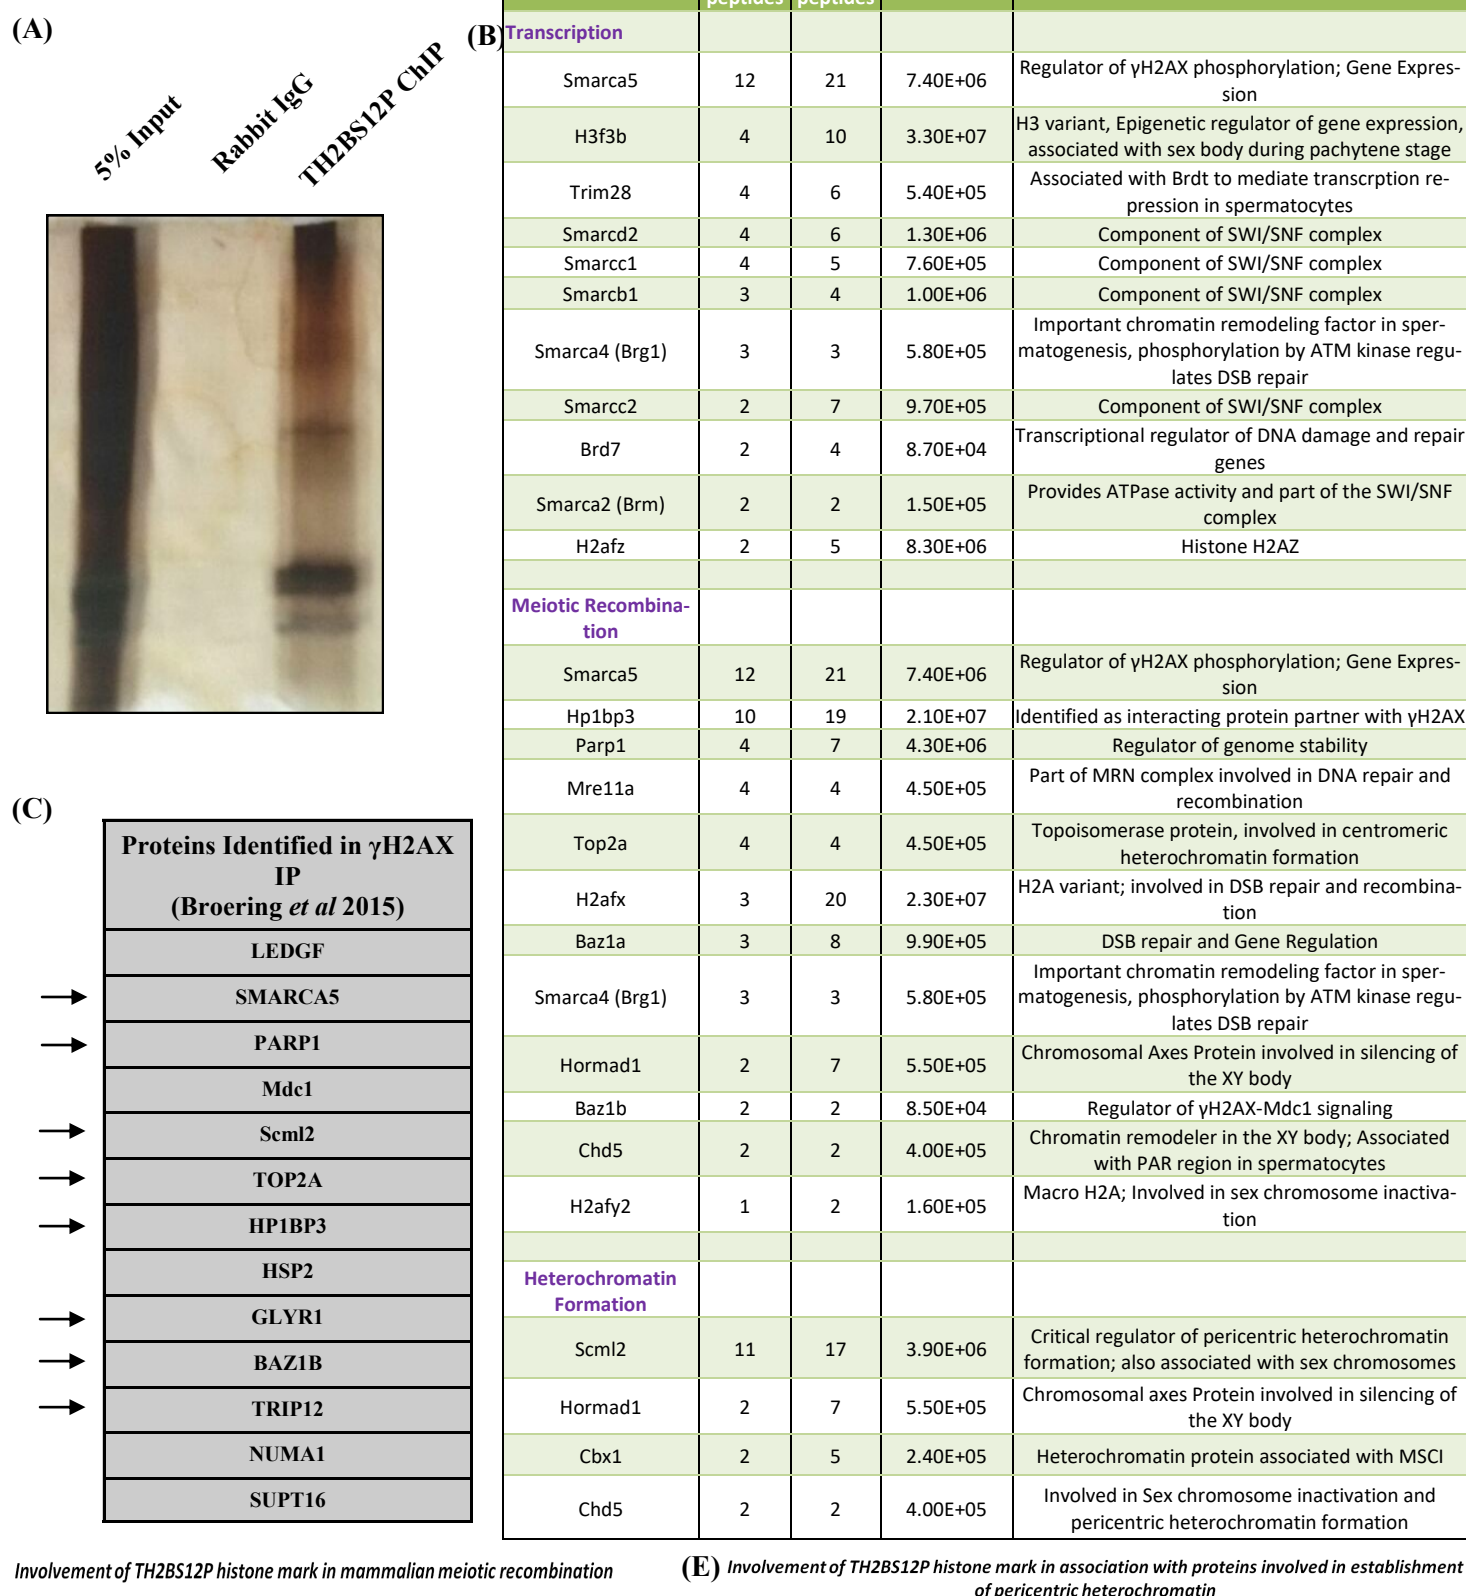 (A)
5% Input
Rabbit IgG
TH2BS12P ChIP
(B)
peptides peptides
Transcription
Smarca5 12 21 7.40E+06 Regulator of γH2AX phosphorylation; Gene Expres-
sion
H3f3b 4 10 3.30E+07 H3 variant, Epigenetic regulator of gene expression,
associated with sex body during pachytene stage
Trim28 4 6 5.40E+05 Associated with Brdt to mediate transcrption re-
pression in spermatocytes
Smarcd2 4 6 1.30E+06 Component of SWI/SNF complex
Smarcc1 4 5 7.60E+05 Component of SWI/SNF complex
Smarcb1 3 4 1.00E+06 Component of SWI/SNF complex
Smarca4 (Brg1) 3 3 5.80E+05 Important chromatin remodeling factor in sper-
matogenesis, phosphorylation by ATM kinase regu-
lates DSB repair
Smarcc2 2 7 9.70E+05 Component of SWI/SNF complex
Brd7 2 4 8.70E+04 Transcriptional regulator of DNA damage and repair
genes
Smarca2 (Brm) 2 2 1.50E+05 Provides ATPase activity and part of the SWI/SNF
complex
H2afz 2 5 8.30E+06 Histone H2AZ
Meiotic Recombina-
tion
Smarca5 12 21 7.40E+06 Regulator of γH2AX phosphorylation; Gene Expres-
sion
Hp1bp3 10 19 2.10E+07 Identified as interacting protein partner with γH2AX
Parp1 4 7 4.30E+06 Regulator of genome stability
Mre11a 4 4 4.50E+05 Part of MRN complex involved in DNA repair and
recombination
Top2a 4 4 4.50E+05 Topoisomerase protein, involved in centromeric
heterochromatin formation
H2afx 3 20 2.30E+07 H2A variant; involved in DSB repair and recombina-
tion
Baz1a 3 8 9.90E+05 DSB repair and Gene Regulation
Smarca4 (Brg1) 3 3 5.80E+05 Important chromatin remodeling factor in sper-
matogenesis, phosphorylation by ATM kinase regu-
lates DSB repair
Hormad1 2 7 5.50E+05 Chromosomal Axes Protein involved in silencing of
the XY body
Baz1b 2 2 8.50E+04 Regulator of γH2AX-Mdc1 signaling
Chd5 2 2 4.00E+05 Chromatin remodeler in the XY body; Associated
with PAR region in spermatocytes
H2afy2 1 2 1.60E+05 Macro H2A; Involved in sex chromosome inactiva-
tion
Heterochromatin
Formation
Scml2 11 17 3.90E+06 Critical regulator of pericentric heterochromatin
formation; also associated with sex chromosomes
Hormad1 2 7 5.50E+05 Chromosomal axes Protein involved in silencing of
the XY body
Cbx1 2 5 2.40E+05 Heterochromatin protein associated with MSCI
Chd5 2 2 4.00E+05 Involved in Sex chromosome inactivation and
pericentric heterochromatin formation
(C)
Proteins Identified in γH2AX
IP
(Broering et al 2015)
LEDGF
SMARCA5
PARP1
Mdc1
Scml2
TOP2A
HP1BP3
HSP2
GLYR1
BAZ1B
TRIP12
NUMA1
SUPT16
Involvement of TH2BS12P histone mark in mammalian meiotic recombination
(E) Involvement of TH2BS12P histone mark in association with proteins involved in establishment
of pericentric heterochromatin